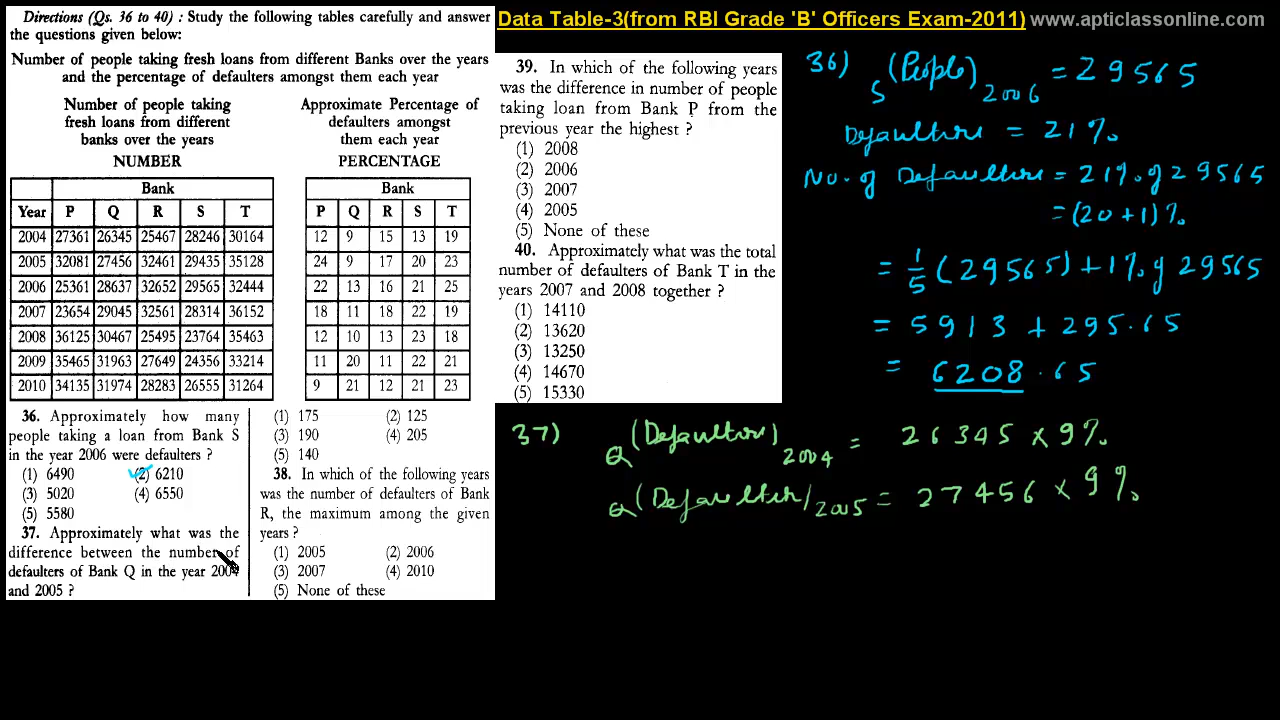 Directions (Qs. 36 to 40) : Study the following tables carefully and answer
the questions given below:
Number of people taking fresh loans from different Banks over the years
and the percentage of defaulters amongst them each year
Number of people taking
fresh loans from different
banks over the years
NUMBER
Bank
Year P Q R S T
2004 27361 26345 25467 28246 30164
2005 32081 27456 32461 29435 35128
2006 25361 28637 32652 29565 32444
2007 23654 29045 32561 28314 36152
2008 36125 30467 25495 23764 35463
2009 35465 31963 27649 24356 33214
2010 34135 31974 28283 26555 31264
Approximate Percentage of
defaulters amongst
them each year
PERCENTAGE
Bank
P Q R S T
12 9 15 13 19
24 9 17 20 23
22 13 16 21 25
18 11 18 22 19
12 10 13 23 18
11 20 11 22 21
9 21 12 21 23
36. Approximately how many
people taking a loan from Bank S
in the year 2006 were defaulters ?
(1) 6490 (2) 6210
(3) 5020 (4) 6550
(5) 5580
37. Approximately what was the
difference between the number of
defaulters of Bank Q in the year 2004
and 2005 ?
(1) 175 (2) 125
(3) 190 (4) 205
(5) 140
38. In which of the following years
was the number of defaulters of Bank
R, the maximum among the given
years ?
(1) 2005 (2) 2006
(3) 2007 (4) 2010
(5) None of these
Data Table-3(from RBI Grade 'B' Officers Exam-2011) www.apticlassonline.com
39. In which of the following years
was the difference in number of people
taking loan from Bank P from the
previous year the highest ?
(1) 2008
(2) 2006
(3) 2007
(4) 2005
(5) None of these
40. Approximately what was the total
number of defaulters of Bank T in the
years 2007 and 2008 together ?
(1) 14110
(2) 13620
(3) 13250
(4) 14670
(5) 15330
36) S (People) 2006 = 29565
Defaulters = 21%
No. of Defaulters = 21% of 29565
= (20 + 1) %
= 1/5 (29565) + 1% of 29565
= 5913 + 295.65
= 6208.65
37) Q (Defaulters) 2004 = 26345 × 9%
Q (Defaulters) 2005 = 27456 × 9%